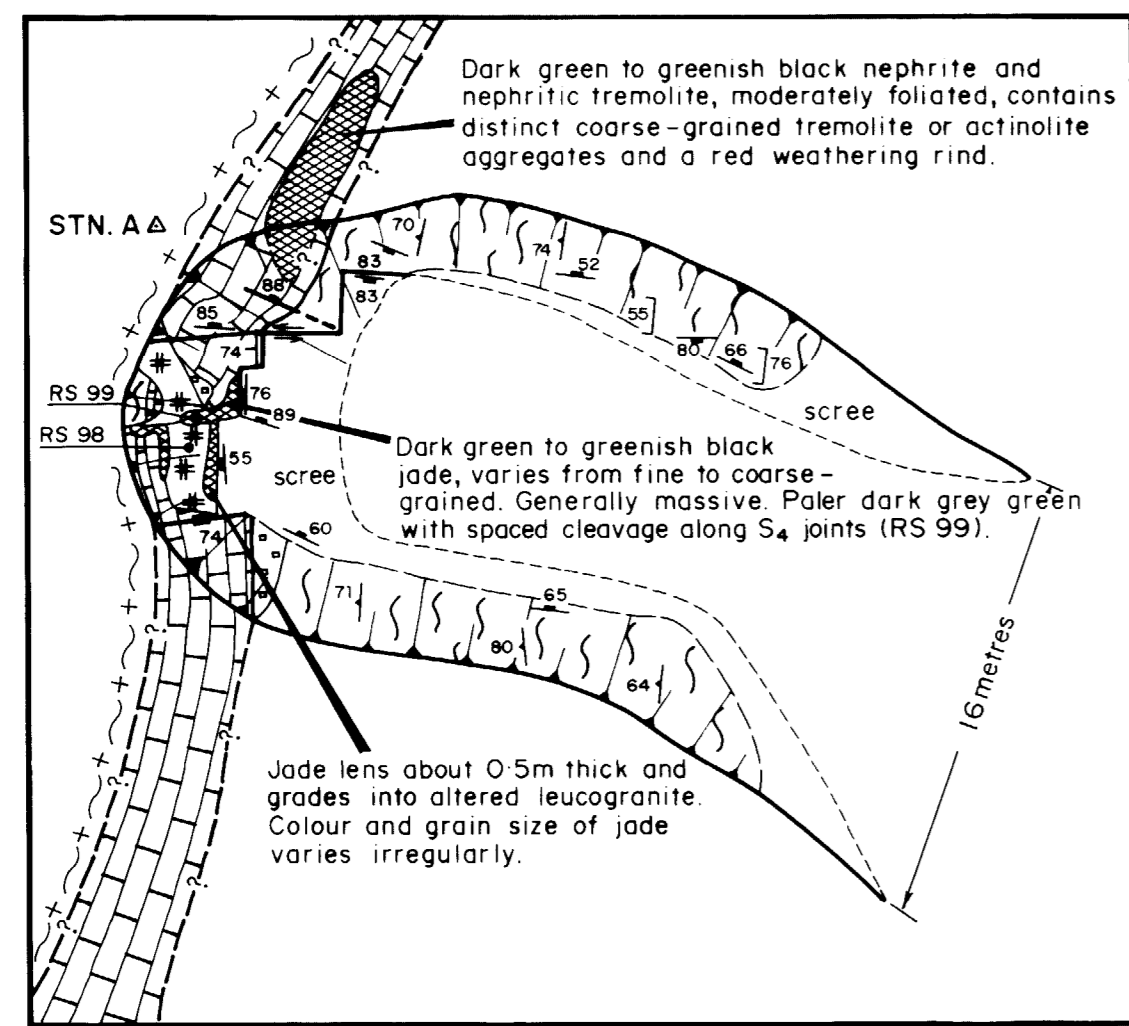 Dark green to greenish black nephrite and
nephritic tremolite, moderately foliated, contains
distinct coarse-grained tremolite or actinolite
aggregates and a red weathering rind.
STN. A
70
74
52
83
83
88
85
55
80
66
76
74
scree
RS 99
76
89
RS 98
Dark green to greenish black
jade, varies from fine to coarse-
grained. Generally massive. Paler dark grey green
with spaced cleavage along S₄ joints (RS 99).
55
scree
60
74
71
65
80
64
16 metres
Jade lens about 0·5m thick and
grades into altered leucogranite.
Colour and grain size of jade
varies irregularly.
?
?
?
?
?
?
?
?
?
?
?
?